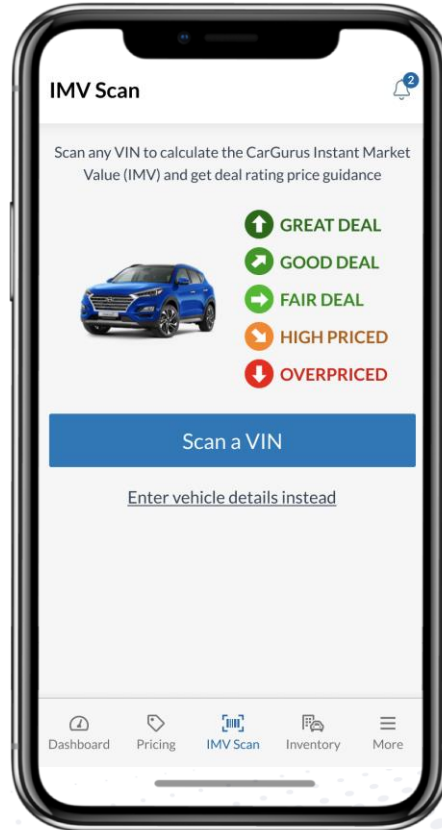 IMV Scan
2
Scan any VIN to calculate the CarGurus Instant Market
Value (IMV) and get deal rating price guidance
GREAT DEAL
GOOD DEAL
FAIR DEAL
HIGH PRICED
OVERPRICED
Scan a VIN
Enter vehicle details instead
Dashboard Pricing IMV Scan Inventory More